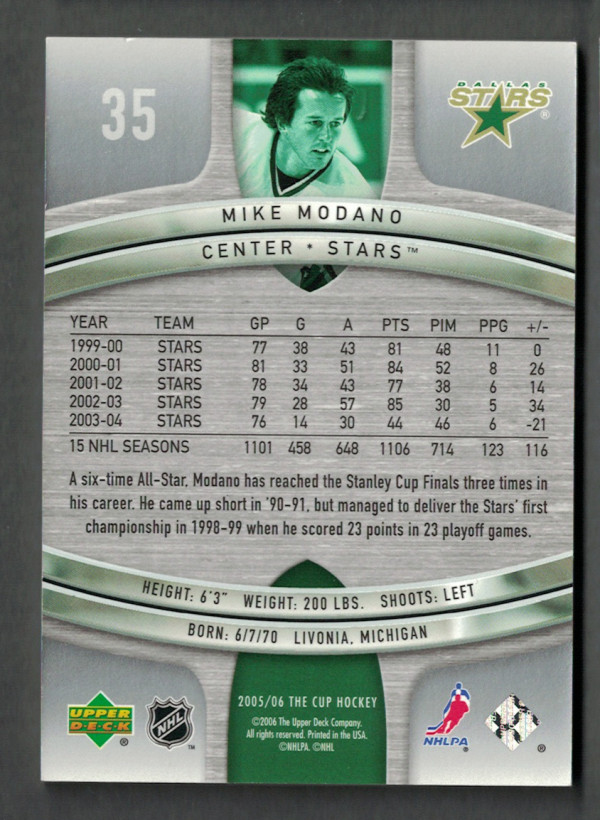 35
DALLAS
STARS®
MIKE MODANO
CENTER • STARS™
YEAR TEAM GP G A PTS PIM PPG +/-
1999-00 STARS 77 38 43 81 48 11 0
2000-01 STARS 81 33 51 84 52 8 26
2001-02 STARS 78 34 43 77 38 6 14
2002-03 STARS 79 28 57 85 30 5 34
2003-04 STARS 76 14 30 44 46 6 -21
15 NHL SEASONS 1101 458 648 1106 714 123 116
A six-time All-Star, Modano has reached the Stanley Cup Finals three times in
his career. He came up short in '90-91, but managed to deliver the Stars' first
championship in 1998-99 when he scored 23 points in 23 playoff games.
HEIGHT: 6'3" WEIGHT: 200 LBS. SHOOTS: LEFT
BORN: 6/7/70 LIVONIA, MICHIGAN
UPPER
DECK®
NHL™
2005/06 THE CUP HOCKEY
©2006 The Upper Deck Company.
All rights reserved. Printed in the USA.
©NHLPA. ©NHL
NHLPA
®